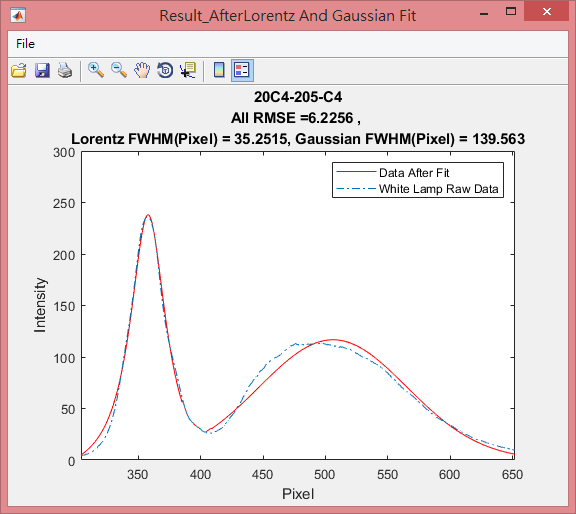 Result_AfterLorentz And Gaussian Fit
File
20C4-205-C4
All RMSE =6.2256 ,
Lorentz FWHM(Pixel) = 35.2515, Gaussian FWHM(Pixel) = 139.563
Data After Fit
White Lamp Raw Data
300
250
200
150
100
50
0
Intensity
350 400 450 500 550 600 650
Pixel